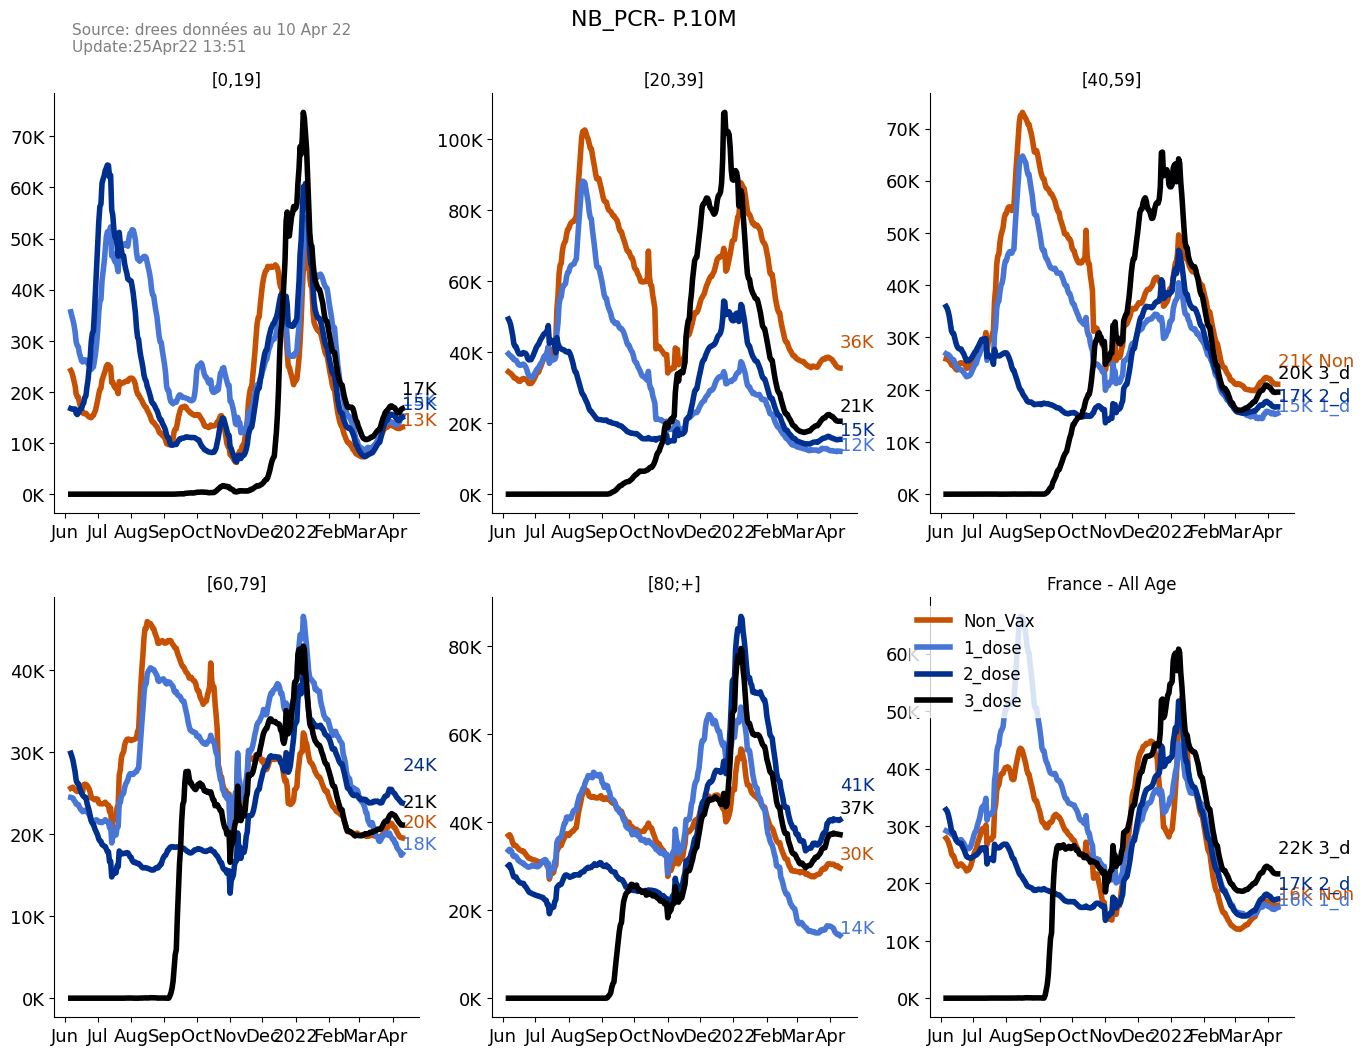 NB_PCR- P.10M
Source: drees données au 10 Apr 22
Update:25Apr22 13:51
[0,19]
70K
60K
50K
40K
30K
20K
10K
0K
17K
15K
13K
Jun Jul Aug Sep Oct Nov Dec 2022 Feb Mar Apr
[20,39]
100K
80K
60K
40K
20K
0K
36K
21K
15K
12K
Jun Jul Aug Sep Oct Nov Dec 2022 Feb Mar Apr
[40,59]
70K
60K
50K
40K
30K
20K
10K
0K
21K Non
20K 3_d
17K 2_d
15K 1_d
Jun Jul Aug Sep Oct Nov Dec 2022 Feb Mar Apr
[60,79]
40K
30K
20K
10K
0K
24K
21K
20K
18K
Jun Jul Aug Sep Oct Nov Dec 2022 Feb Mar Apr
[80;+]
80K
60K
40K
20K
0K
41K
37K
30K
14K
Jun Jul Aug Sep Oct Nov Dec 2022 Feb Mar Apr
France - All Age
Non_Vax
1_dose
2_dose
3_dose
60K
50K
40K
30K
20K
10K
0K
22K 3_d
17K 2_d
16K Non
16K 1_d
Jun Jul Aug Sep Oct Nov Dec 2022 Feb Mar Apr